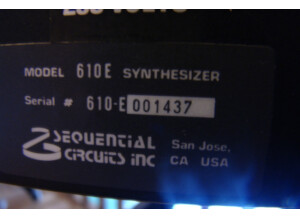 MODEL 610E SYNTHESIZER
Serial # 610-E 001437
SEQUENTIAL San Jose,
CIRCUITS INC CA USA